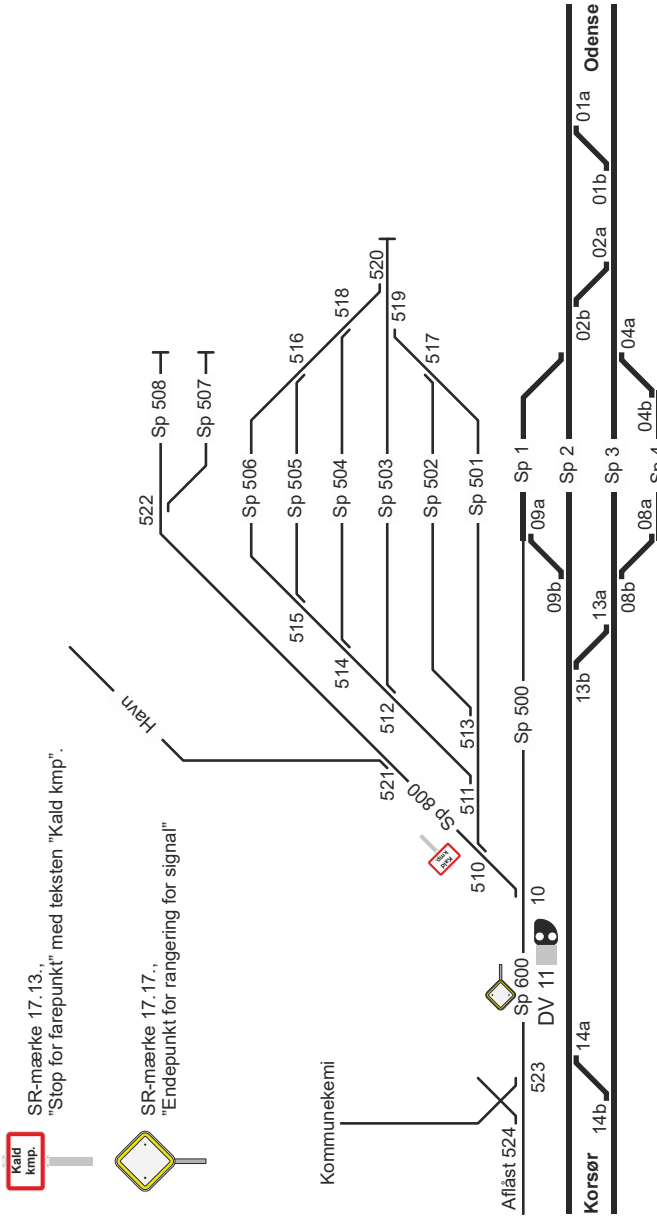 Kald
kmp.
SR-mærke 17.13.,
"Stop for farepunkt" med teksten "Kald kmp".
SR-mærke 17.17.,
"Endepunkt for rangering for signal"
Kommunekemi
Havn
522
Sp 508
Sp 507
521
Sp 800
Kald
kmp.
510
511
512
513
514
515
516
517
518
519
520
Sp 506
Sp 505
Sp 504
Sp 503
Sp 502
Sp 501
Aflåst 524
523
Sp 600
DV 11
10
Sp 500
09a
09b
Sp 1
Sp 2
Sp 3
Korsør
14b
14a
13b
13a
08b
08a
04b
04a
02b
02a
01b
01a
Odense